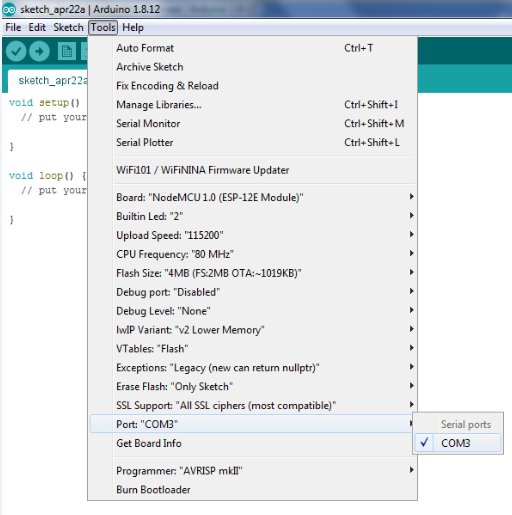 sketch_apr22a | Arduino 1.8.12
File Edit Sketch Tools Help
sketch_apr22a
void setup()
// put your
}
void loop() {
// put your
}
Auto Format Ctrl+T
Archive Sketch
Fix Encoding & Reload
Manage Libraries... Ctrl+Shift+I
Serial Monitor Ctrl+Shift+M
Serial Plotter Ctrl+Shift+L
WiFi101 / WiFiNINA Firmware Updater
Board: "NodeMCU 1.0 (ESP-12E Module)"
Builtin Led: "2"
Upload Speed: "115200"
CPU Frequency: "80 MHz"
Flash Size: "4MB (FS:2MB OTA:~1019KB)"
Debug port: "Disabled"
Debug Level: "None"
lwIP Variant: "v2 Lower Memory"
VTables: "Flash"
Exceptions: "Legacy (new can return nullptr)"
Erase Flash: "Only Sketch"
SSL Support: "All SSL ciphers (most compatible)"
Port: "COM3"
Get Board Info
Programmer: "AVRISP mkII"
Burn Bootloader
Serial ports
COM3